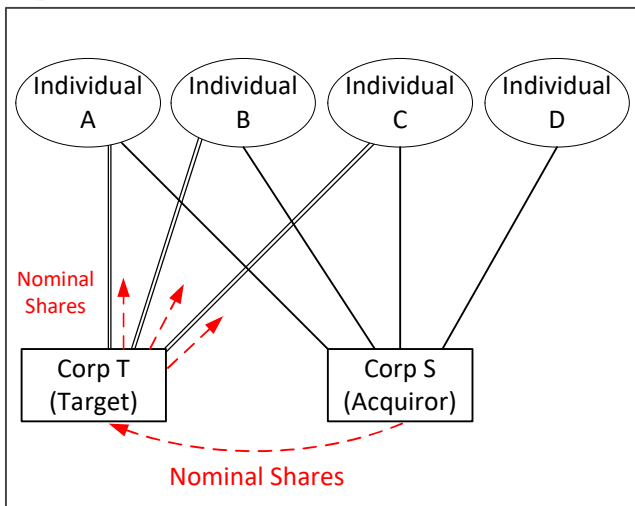 Individual
A
Individual
B
Individual
C
Individual
D
Nominal
Shares
Corp T
(Target)
Corp S
(Acquiror)
Nominal Shares